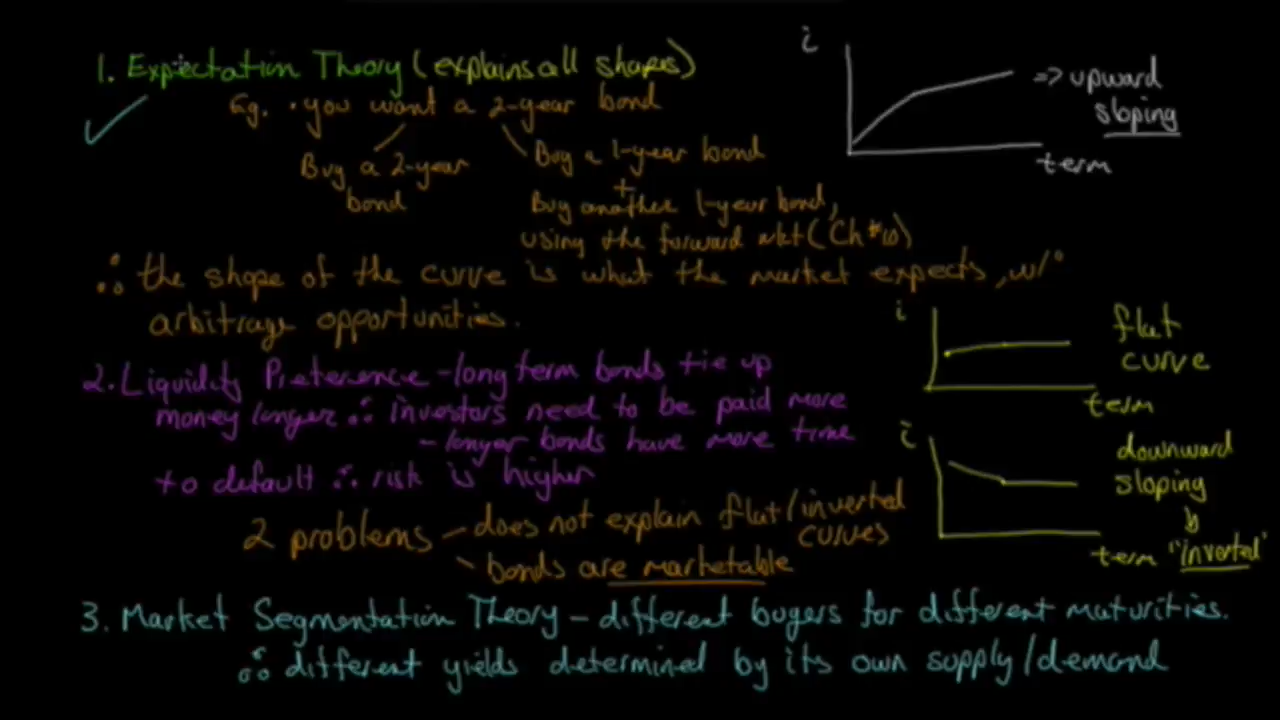 1. Expectation Theory (explains all shapes)
Eg. • you want a 2-year bond
Buy a 2-year
bond
Buy a 1-year bond
+
Buy another 1-year bond,
using the forward mkt (Ch#10)
∴ the shape of the curve is what the market expects, w/°
arbitrage opportunities.
2. Liquidity Preference - long term bonds tie up
money longer ∴ investors need to be paid more
- longer bonds have more time
to default ∴ risk is higher
2 problems - does not explain flat/inverted
curves
- bonds are marketable
3. Market Segmentation Theory - different buyers for different maturities.
∴ different yields determined by its own supply/demand
i
=> upward
sloping
term
i
flat
curve
term
i
downward
sloping
term "inverted"